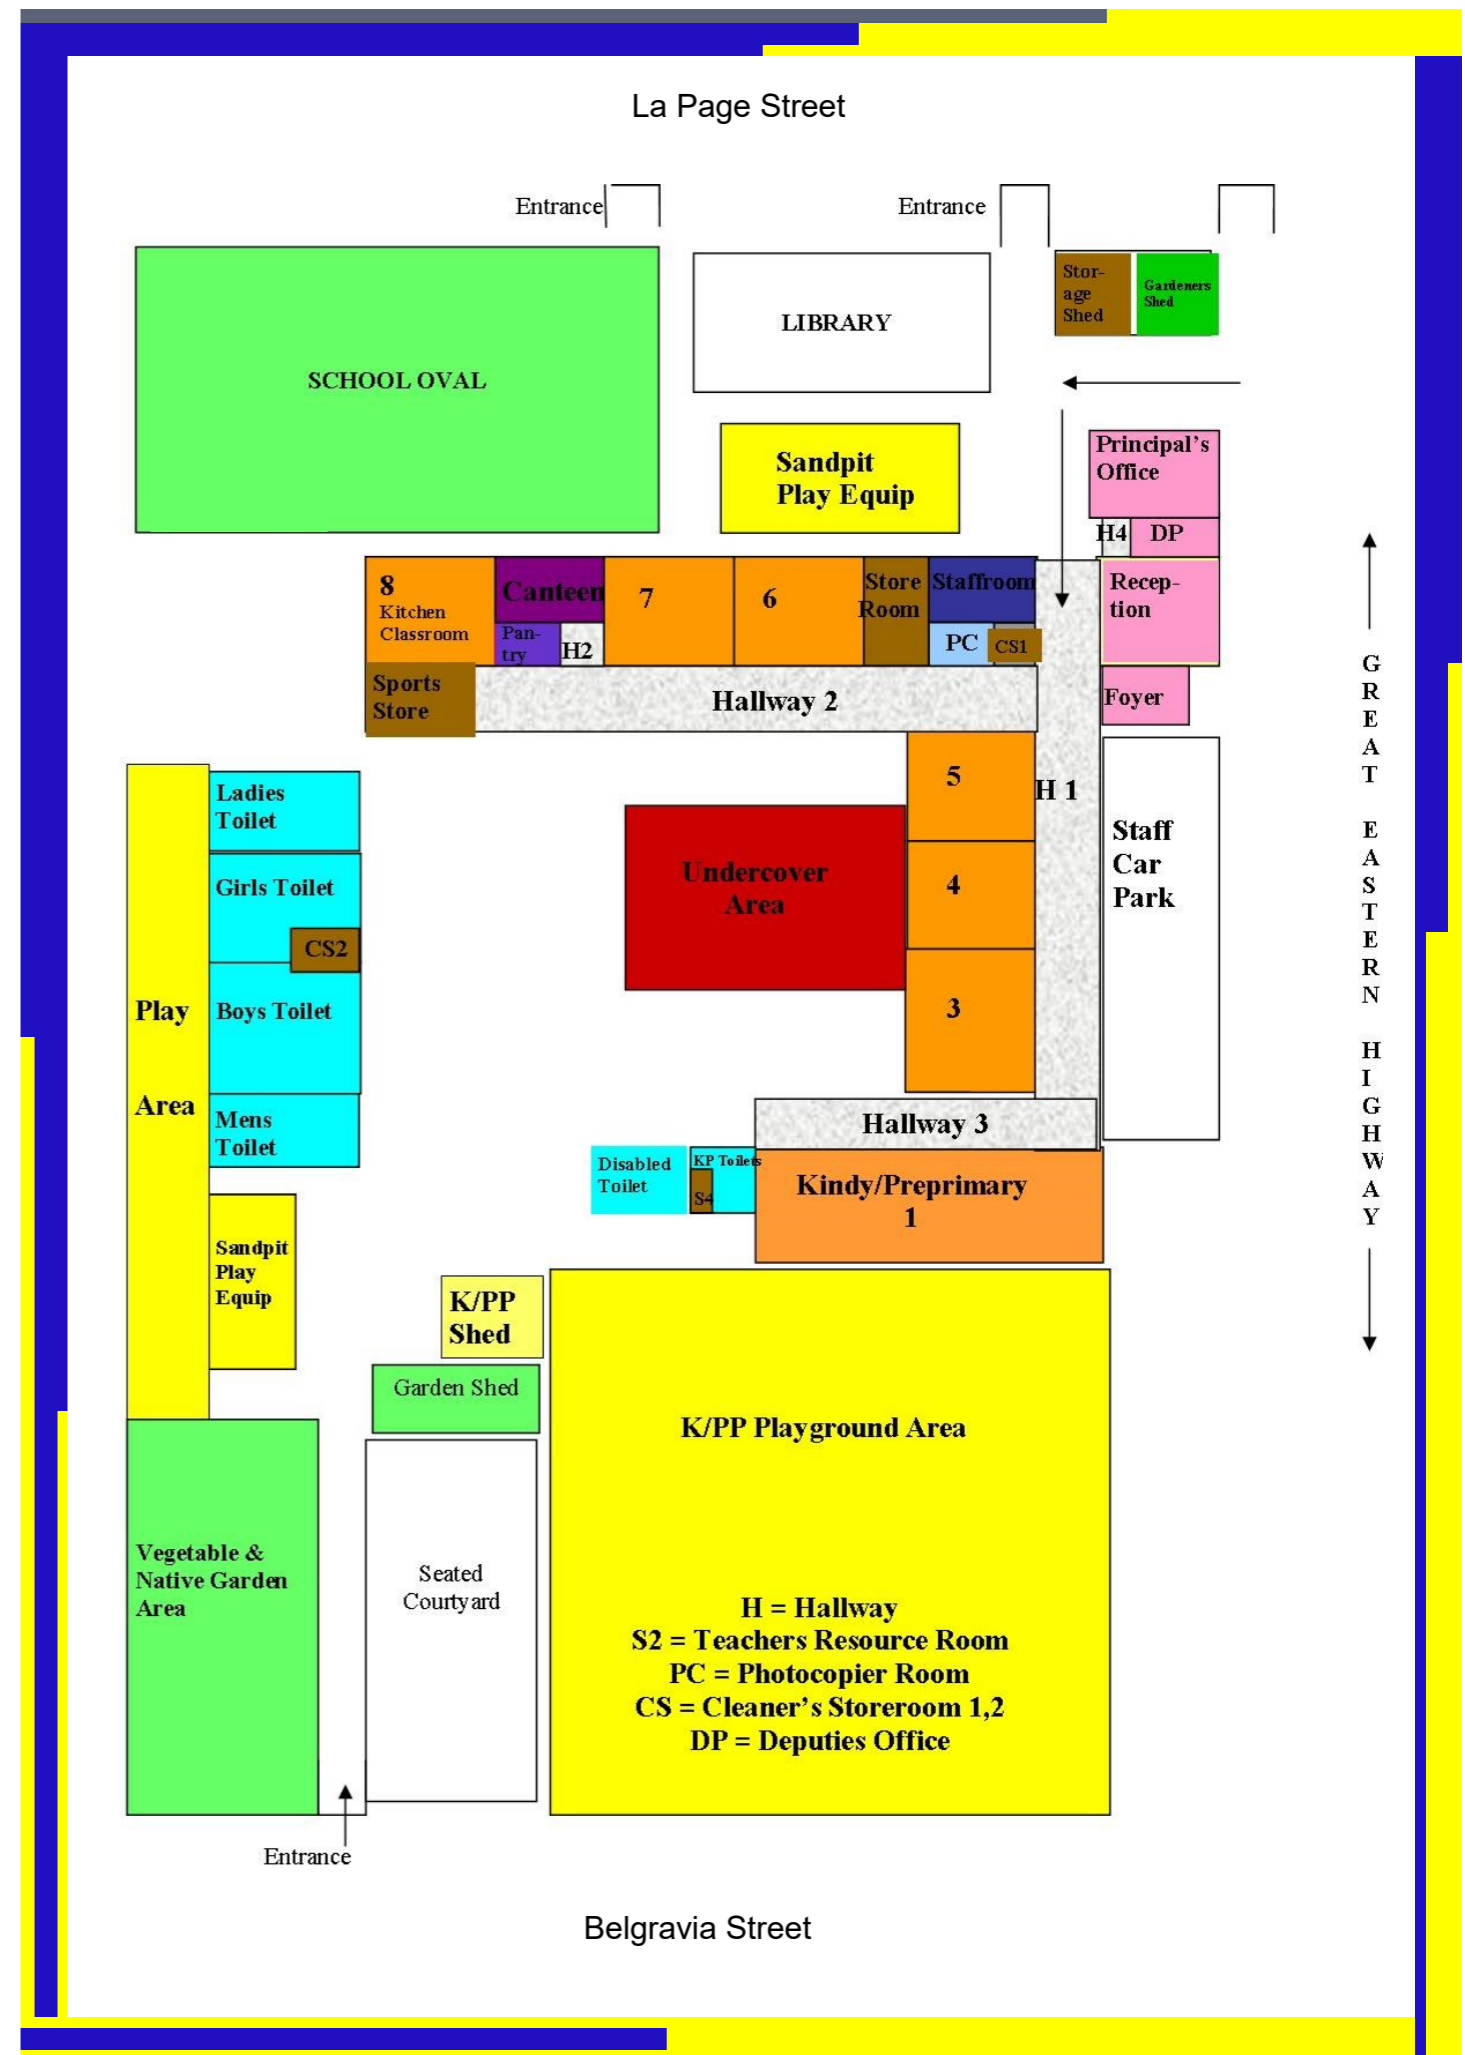 La Page Street
Entrance
Entrance
SCHOOL OVAL
LIBRARY
Stor-
age
Shed
Gardeners
Shed
Sandpit
Play Equip
Principal's
Office
H4
DP
8
Kitchen
Classroom
Canteen
Pan-
try
H2
7
6
Store
Room
Staffroom
PC
CS1
Recep-
tion
Sports
Store
Hallway 2
Foyer
GREAT EASTERN HIGHWAY
Ladies
Toilet
Girls Toilet
CS2
Boys Toilet
Mens
Toilet
Play
Area
Undercover
Area
5
4
3
H 1
Staff
Car
Park
Hallway 3
Disabled
Toilet
KP Toilets
S4
Kindy/Preprimary
1
Sandpit
Play
Equip
K/PP
Shed
Garden Shed
K/PP Playground Area
Vegetable &
Native Garden
Area
Seated
Courtyard
H = Hallway
S2 = Teachers Resource Room
PC = Photocopier Room
CS = Cleaner's Storeroom 1,2
DP = Deputies Office
Entrance
Belgravia Street